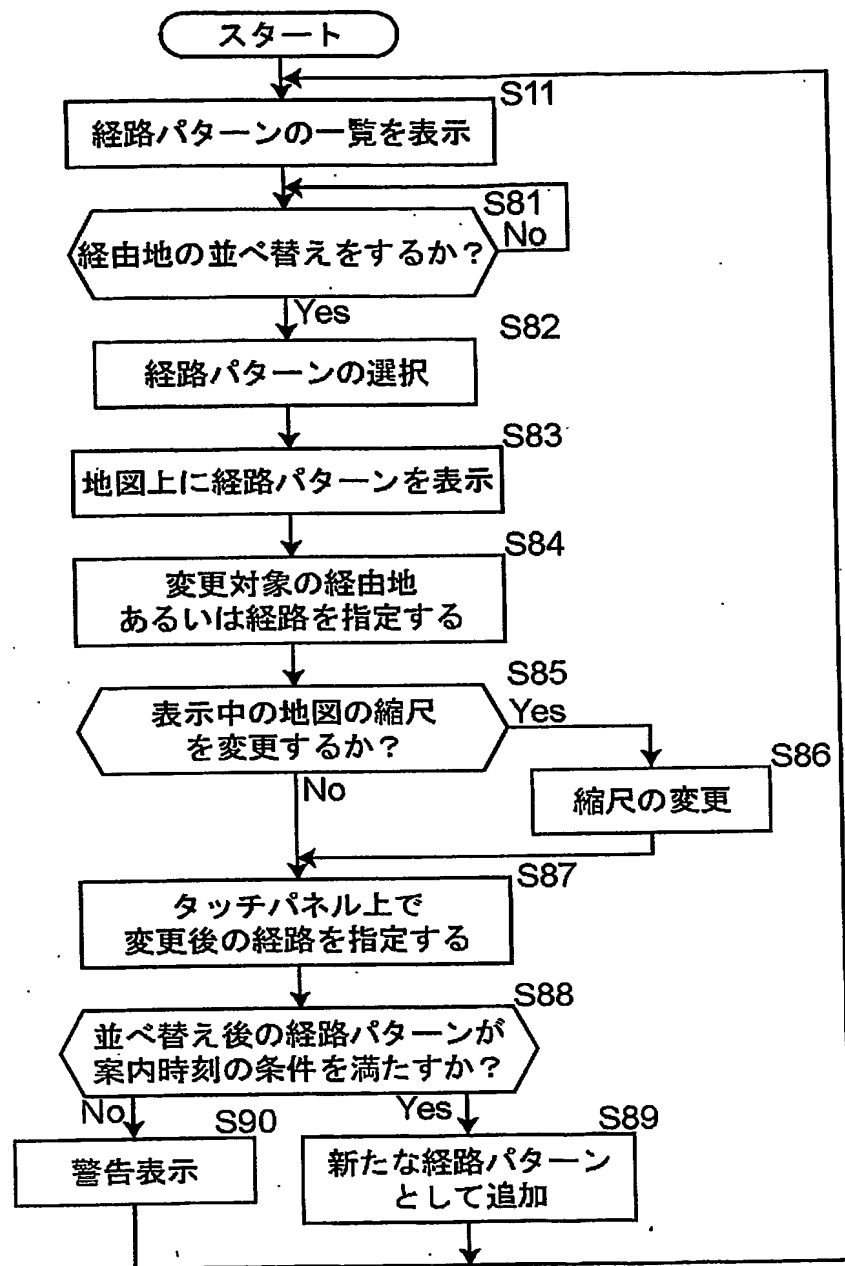 スタート
S11
経路パターンの一覧を表示
S81
経由地の並べ替えをするか？
No
Yes
S82
経路パターンの選択
S83
地図上に経路パターンを表示
S84
変更対象の経由地
あるいは経路を指定する
S85
表示中の地図の縮尺
を変更するか？
Yes
No
S86
縮尺の変更
S87
タッチパネル上で
変更後の経路を指定する
S88
並べ替え後の経路パターンが
案内時刻の条件を満たすか？
No
Yes
S90
警告表示
S89
新たな経路パターン
として追加